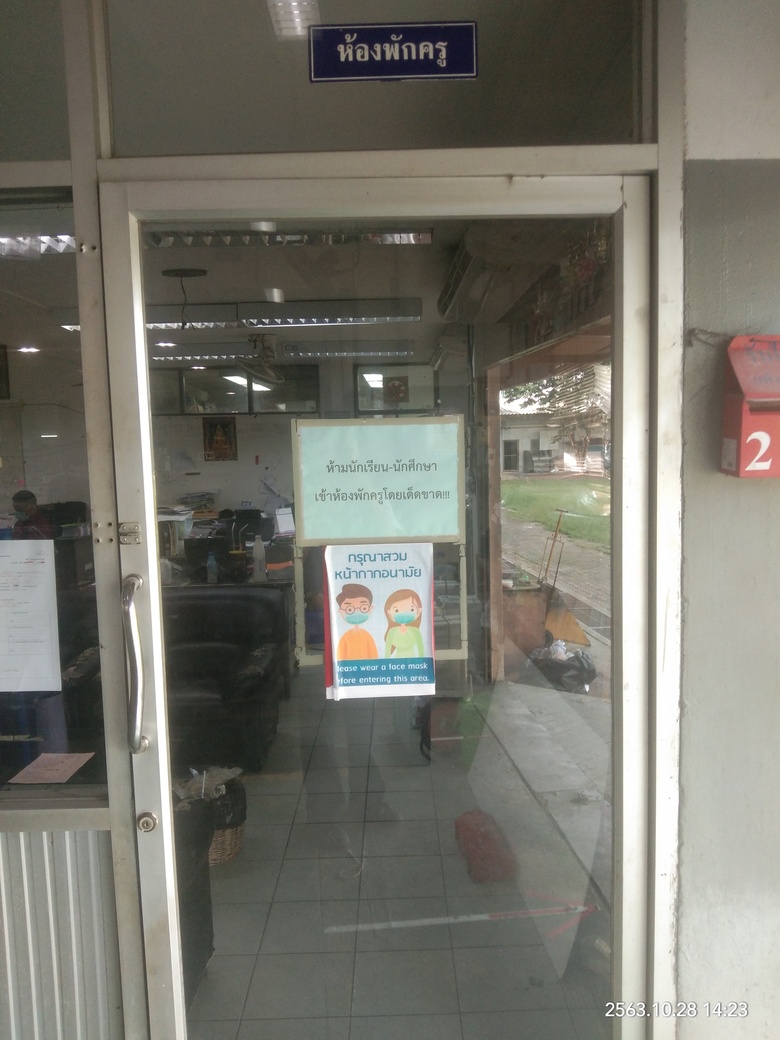 ห้องพักครู
ห้ามนักเรียน-นักศึกษา
เข้าห้องพักครูโดยเด็ดขาด!!!
กรุณาสวม
หน้ากากอนามัย
lease wear a face mask
fore entering this area.
2
2563.10.28 14:23